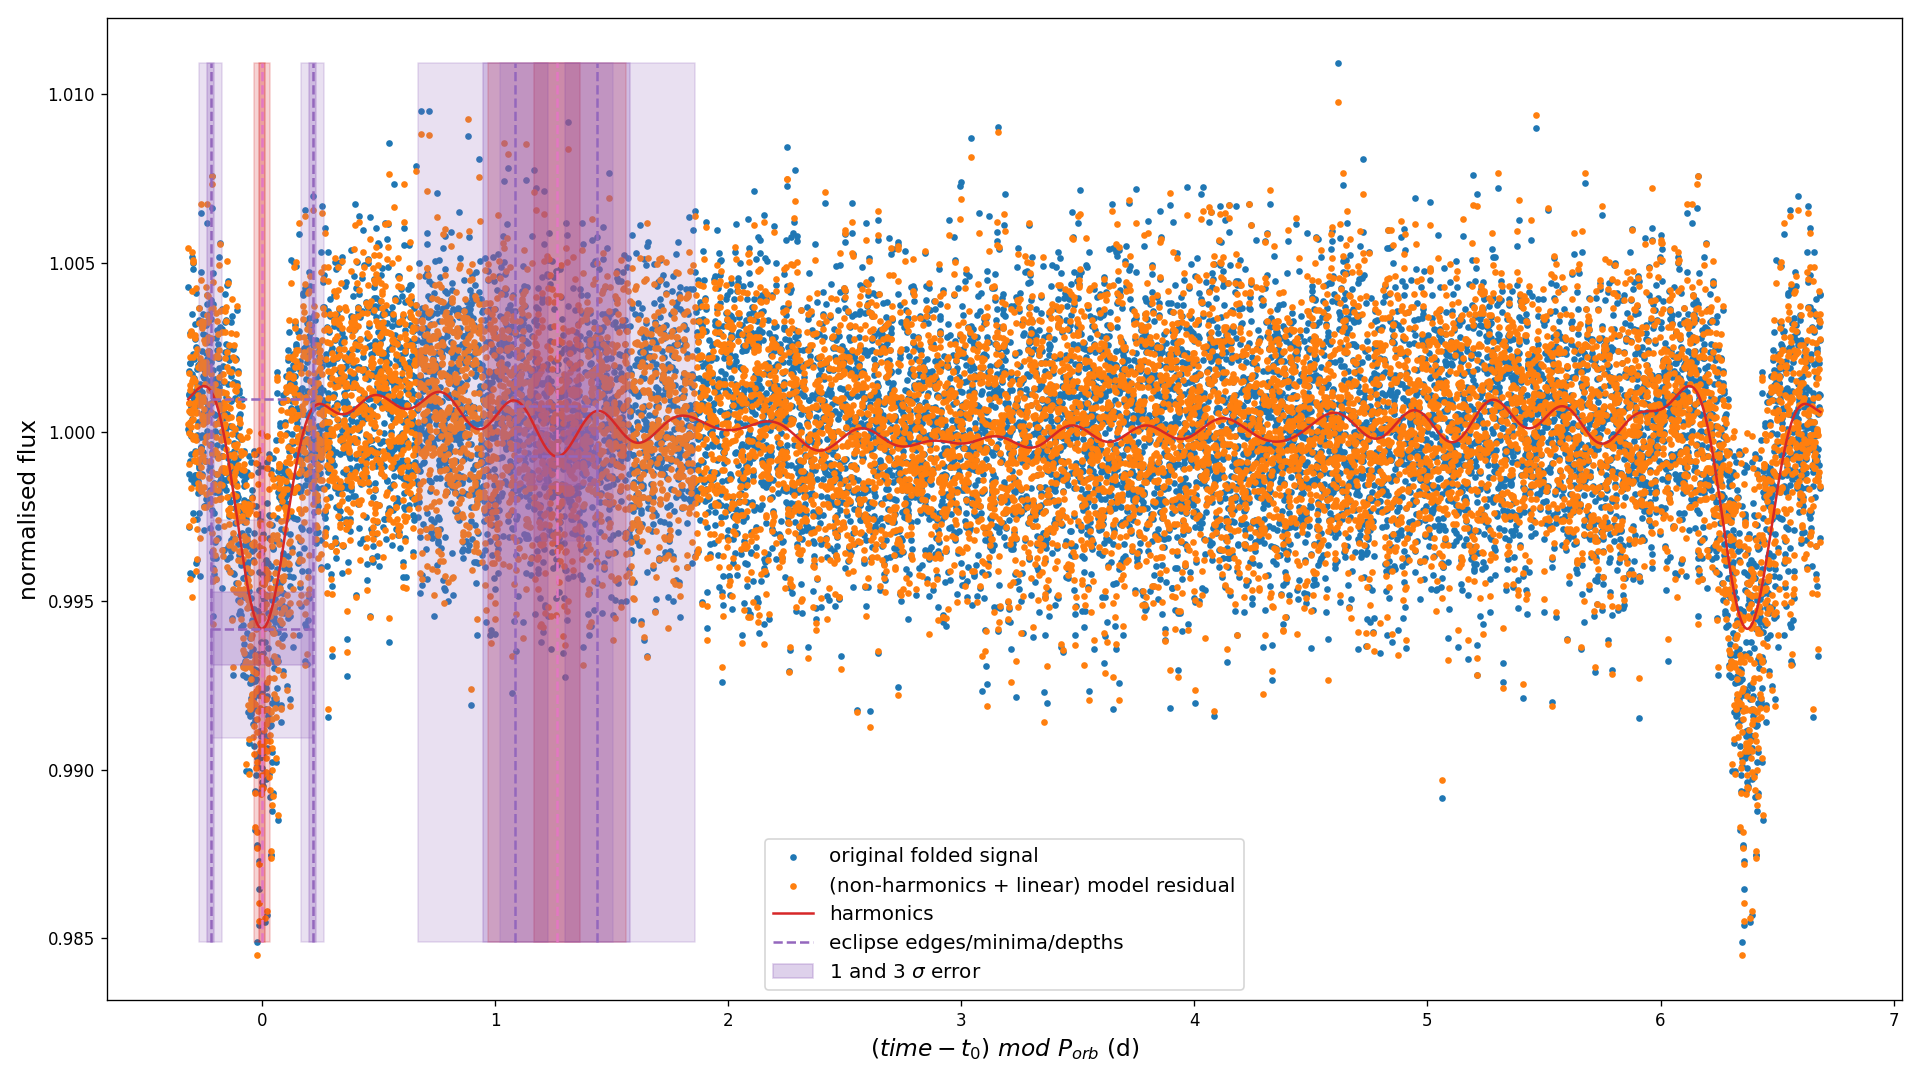 1.010
1.005
1.000
0.995
0.990
0.985
normalised flux
original folded signal
(non-harmonics + linear) model residual
harmonics
eclipse edges/minima/depths
1 and 3 σ error
0 1 2 3 4 5 6 7
(time − t₀) mod Pₒᵣb (d)